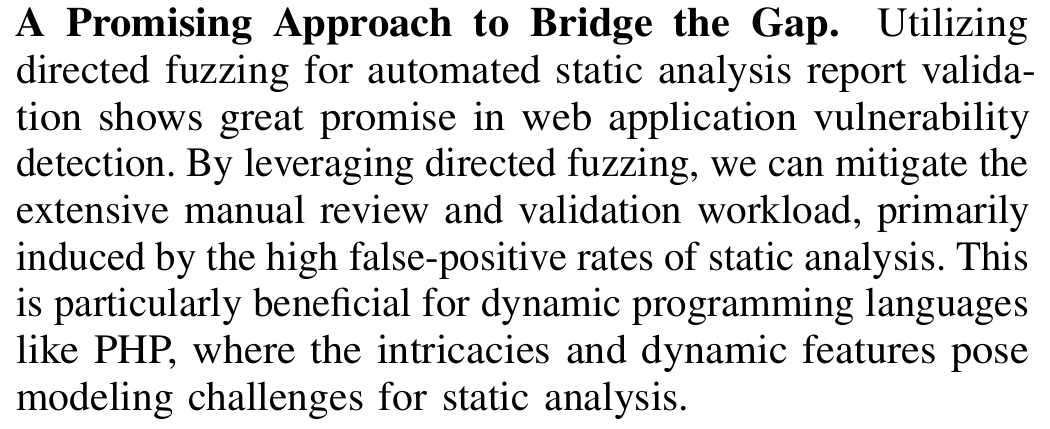 A Promising Approach to Bridge the Gap. Utilizing
directed fuzzing for automated static analysis report valida-
tion shows great promise in web application vulnerability
detection. By leveraging directed fuzzing, we can mitigate the
extensive manual review and validation workload, primarily
induced by the high false-positive rates of static analysis. This
is particularly beneficial for dynamic programming languages
like PHP, where the intricacies and dynamic features pose
modeling challenges for static analysis.